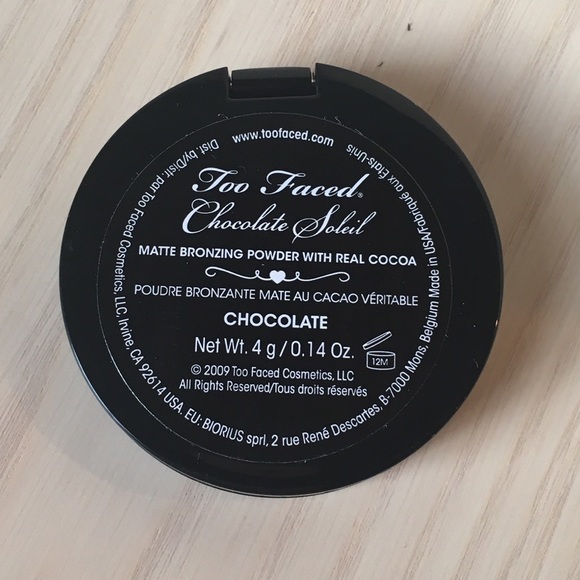 www.toofaced.com
Too Faced®
Chocolate Soleil
MATTE BRONZING POWDER WITH REAL COCOA
POUDRE BRONZANTE MATE AU CACAO VÉRITABLE
CHOCOLATE
Net Wt. 4 g / 0.14 Oz.
12M
© 2009 Too Faced Cosmetics, LLC
All Rights Reserved/Tous droits réservés
Dist. by/Distr. par Too Faced Cosmetics, LLC, Irvine, CA 92614 USA. EU: BIORIUS sprl, 2 rue René Descartes, B-7000 Mons, Belgium Made in USA/Fabriqué aux États-Unis